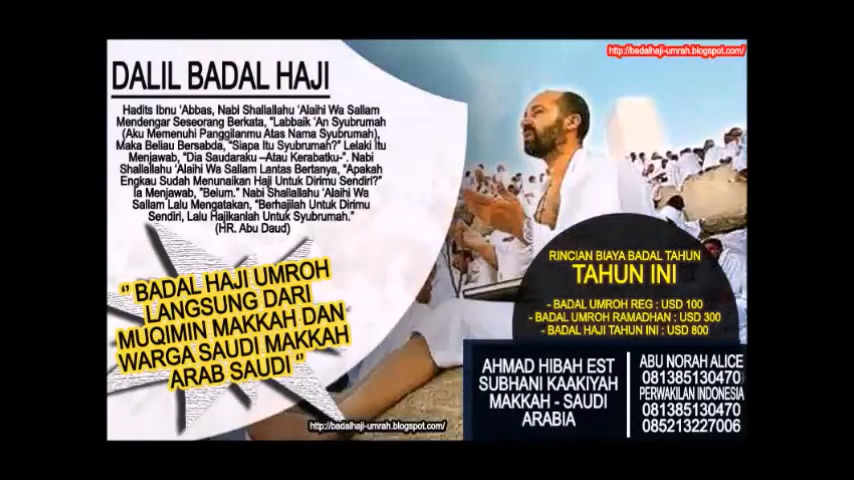 http://badalhaji-umrah.blogspot.com/
DALIL BADAL HAJI
Hadits Ibnu 'Abbas, Nabi Shallallahu 'Alaihi Wa Sallam
Mendengar Seseorang Berkata, "Labbaik 'An Syubrumah
(Aku Memenuhi Panggilanmu Atas Nama Syubrumah),
Maka Beliau Bersabda, "Siapa Itu Syubrumah?" Lelaki Itu
Menjawab, "Dia Saudaraku –Atau Kerabatku-". Nabi
Shallallahu 'Alaihi Wa Sallam Lantas Bertanya, "Apakah
Engkau Sudah Menunaikan Haji Untuk Dirimu Sendiri?"
Ia Menjawab, "Belum." Nabi Shallallahu 'Alaihi Wa
Sallam Lalu Mengatakan, "Berhajilah Untuk Dirimu
Sendiri, Lalu Hajikanlah Untuk Syubrumah."
(HR. Abu Daud)
" BADAL HAJI UMROH
LANGSUNG DARI
MUQIMIN MAKKAH DAN
WARGA SAUDI MAKKAH
ARAB SAUDI "
RINCIAN BIAYA BADAL TAHUN
TAHUN INI
- BADAL UMROH REG : USD 100
- BADAL UMROH RAMADHAN : USD 300
- BADAL HAJI TAHUN INI : USD 800
AHMAD HIBAH EST
SUBHANI KAAKIYAH
MAKKAH - SAUDI
ARABIA
ABU NORAH ALICE
081385130470
PERWAKILAN INDONESIA
081385130470
085213227006
http://badalhaji-umrah.blogspot.com/